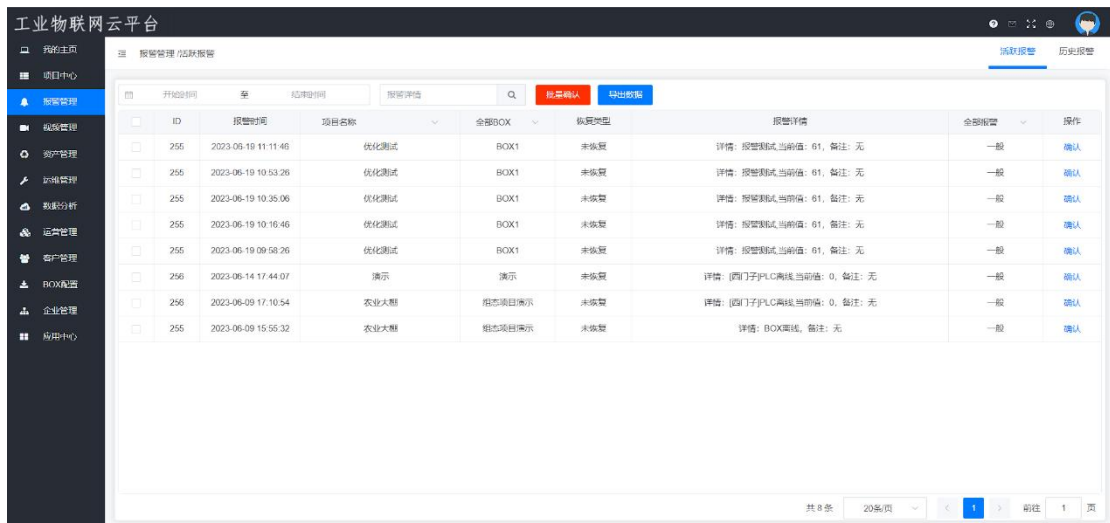 工业物联网云平台
我的主页
项目中心
报警管理
视频管理
资产管理
运维管理
数据分析
运营管理
客户管理
BOX配置
企业管理
应用中心
报警管理 /活跃报警
活跃报警 历史报警
开始时间 至 结束时间 报警详情 批量确认 导出数据
ID 报警时间 项目名称 全部BOX 恢复类型 报警详情 全部报警 操作
255 2023-06-19 11:11:46 优化测试 BOX1 未恢复 详情：报警测试,当前值：61，备注：无 一般 确认
255 2023-06-19 10:53:26 优化测试 BOX1 未恢复 详情：报警测试,当前值：61，备注：无 一般 确认
255 2023-06-19 10:35:06 优化测试 BOX1 未恢复 详情：报警测试,当前值：61，备注：无 一般 确认
255 2023-06-19 10:16:46 优化测试 BOX1 未恢复 详情：报警测试,当前值：61，备注：无 一般 确认
255 2023-06-19 09:58:26 优化测试 BOX1 未恢复 详情：报警测试,当前值：61，备注：无 一般 确认
256 2023-06-14 17:44:07 演示 演示 未恢复 详情：[西门子]PLC离线,当前值：0，备注：无 一般 确认
256 2023-06-09 17:10:54 农业大棚 组态项目演示 未恢复 详情：[西门子]PLC离线,当前值：0，备注：无 一般 确认
255 2023-06-09 15:55:32 农业大棚 组态项目演示 未恢复 详情：BOX离线，备注：无 一般 确认
共 8 条 20条/页 1 前往 1 页